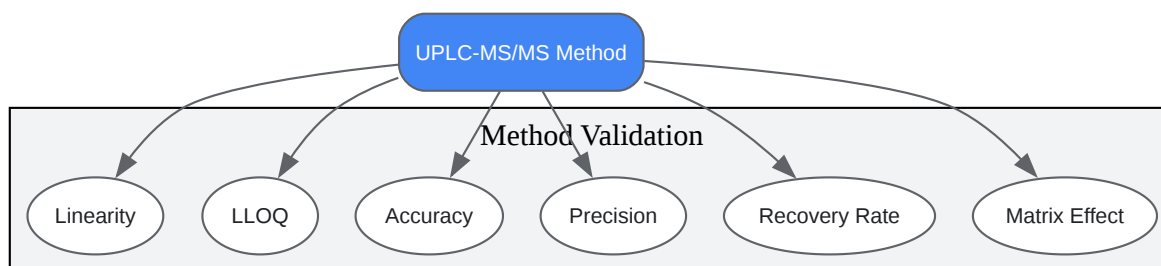 UPLC-MS/MS Method
Method Validation
Linearity
LLOQ
Accuracy
Precision
Recovery Rate
Matrix Effect